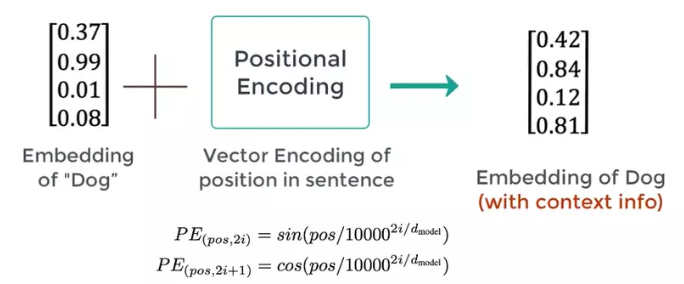 [0.37
0.99
0.01
0.08]
+
Embedding
of "Dog”
Positional
Encoding
Vector Encoding of
position in sentence
[0.42
0.84
0.12
0.81]
Embedding of Dog
(with context info)
PE(pos,2i) = sin(pos/10000^2i/d_model)
PE(pos,2i+1) = cos(pos/10000^2i/d_model)